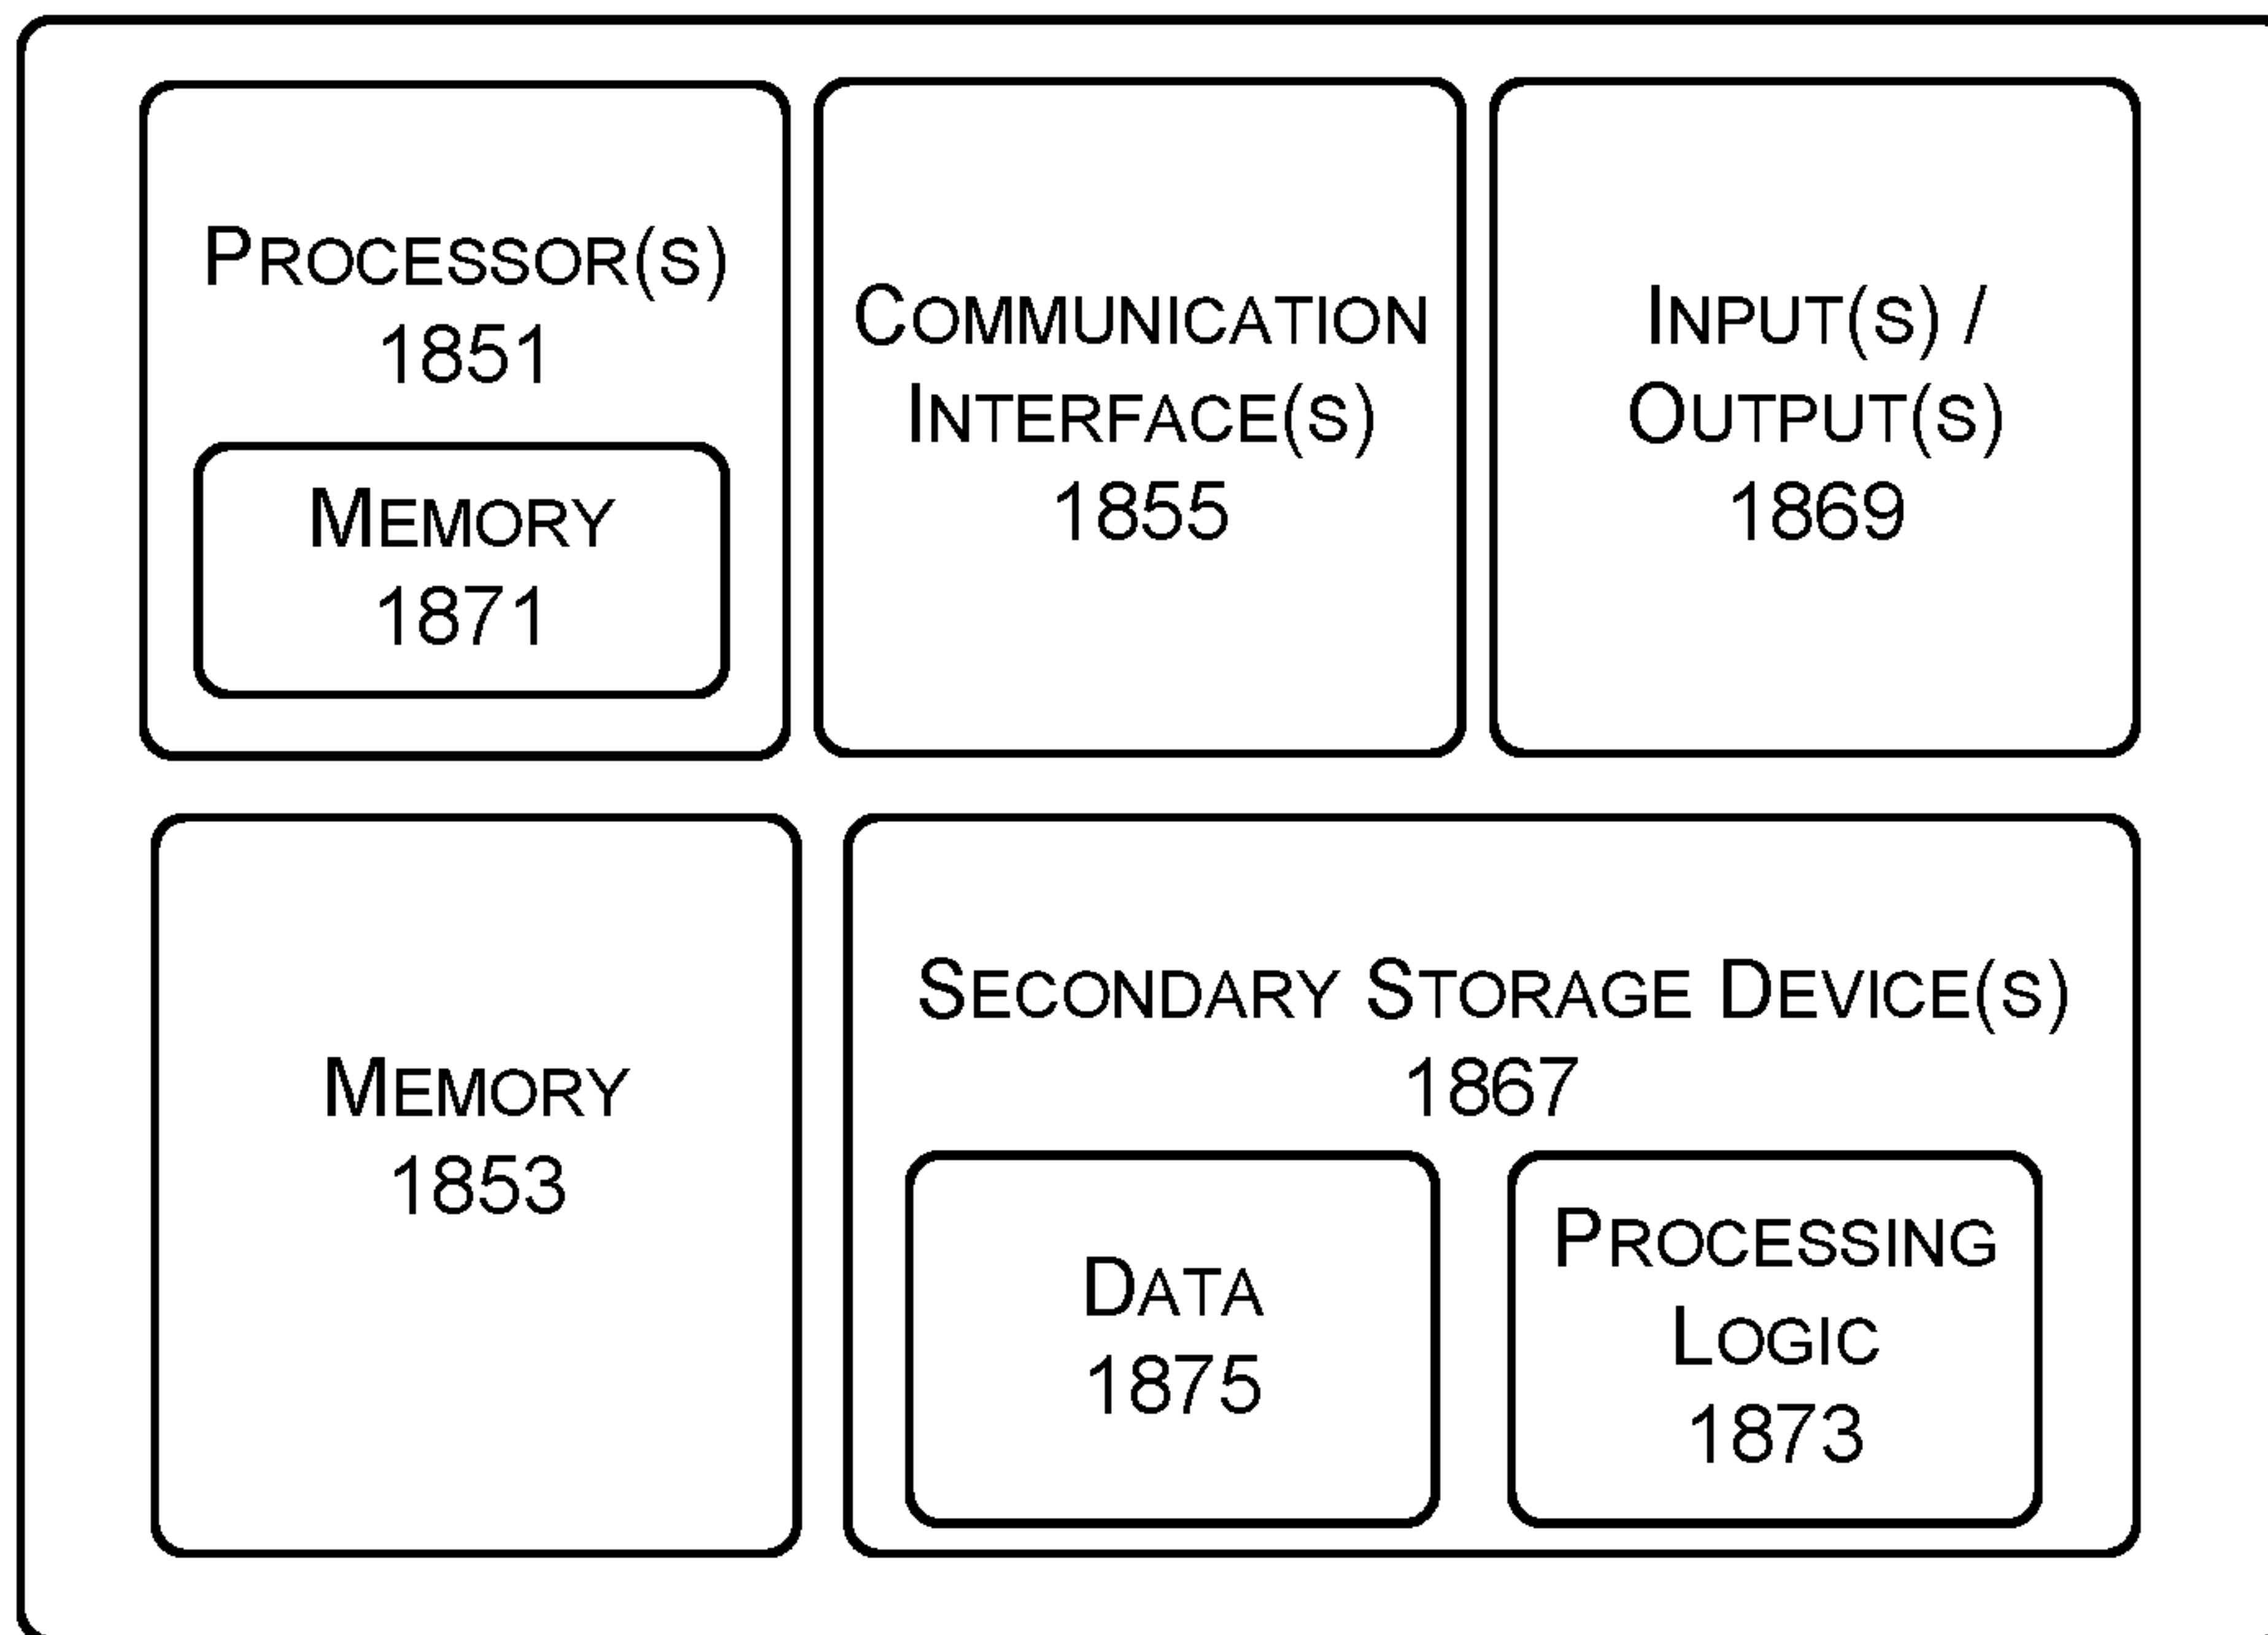 PROCESSOR(S)
1851
MEMORY
1871
COMMUNICATION
INTERFACE(S)
1855
INPUT(S) /
OUTPUT(S)
1869
MEMORY
1853
SECONDARY STORAGE DEVICE(S)
1867
DATA
1875
PROCESSING
LOGIC
1873